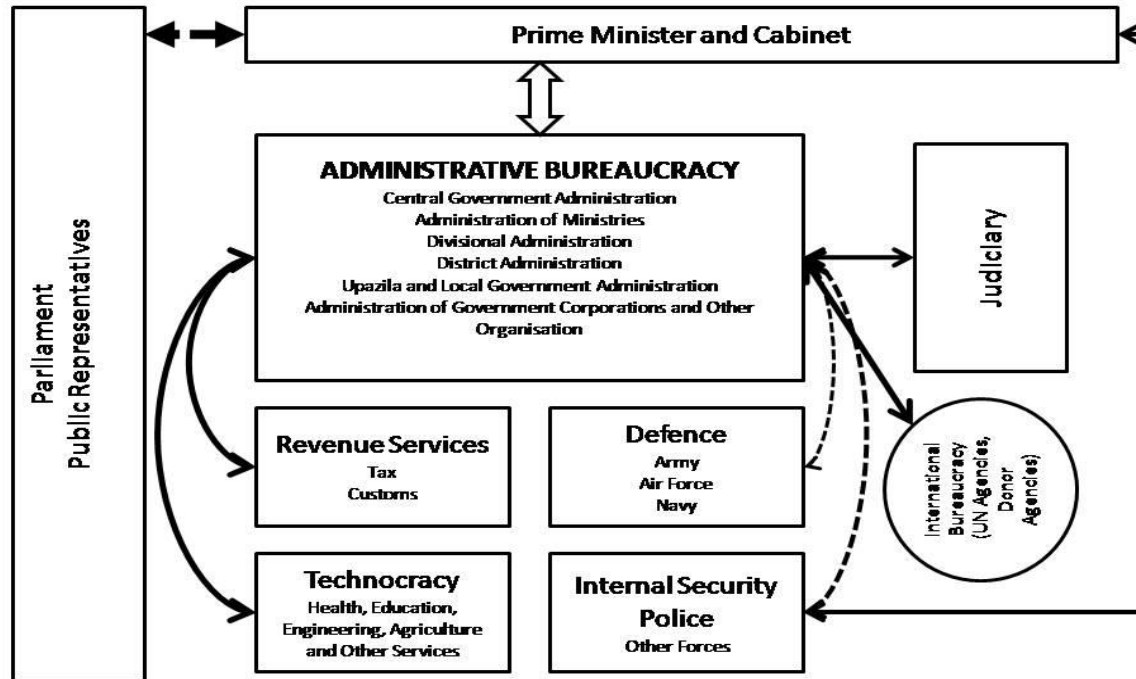 Prime Minister and Cabinet
Parliament
Public Representatives
ADMINISTRATIVE BUREAUCRACY
Central Government Administration
Administration of Ministries
Divisional Administration
District Administration
Upazila and Local Government Administration
Administration of Government Corporations and Other
Organisation
Judiciary
Revenue Services
Tax
Customs
Defence
Army
Air Force
Navy
International
Bureaucracy
(UN Agencies,
Donor
Agencies)
Technocracy
Health, Education,
Engineering, Agriculture
and Other Services
Internal Security
Police
Other Forces